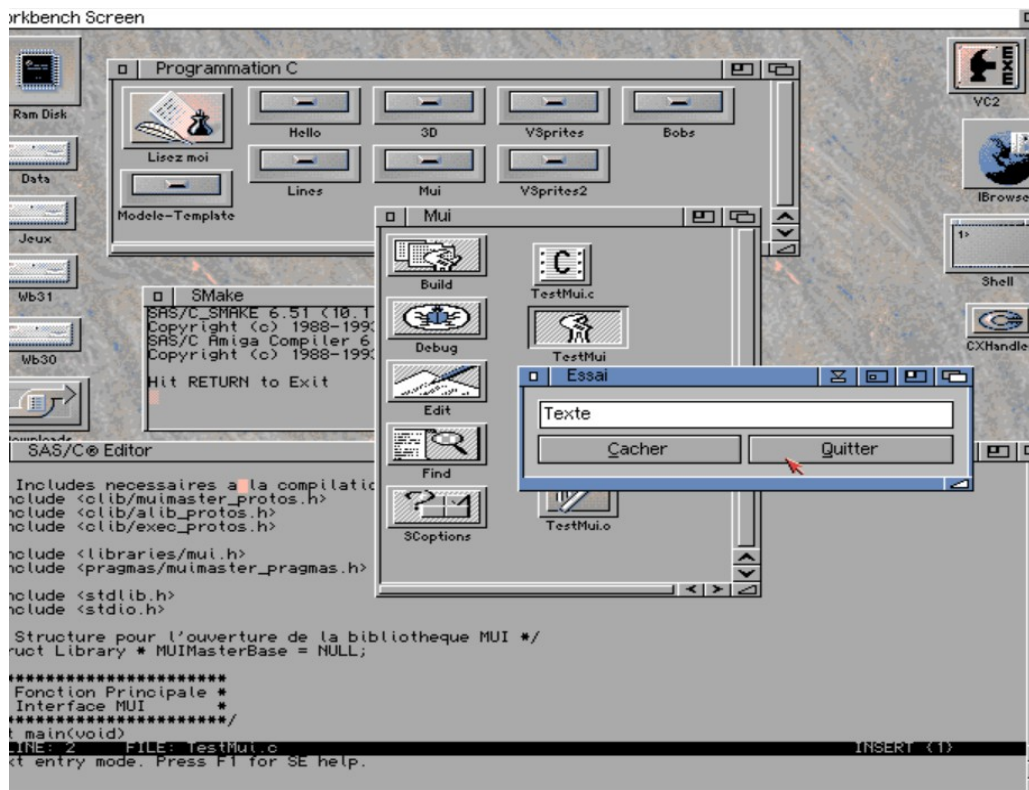 orkbench Screen
Programmation C
Ram Disk
Data
Jeux
Wb31
Wb30
Lisez moi
Hello
3D
VSprites
Bobs
Modele-Template
Lines
Mui
VSprites2
EXE
VC2
IBrowse
1>
Shell
CXHandle
SMake
SAS/C_SMAKE 6.51 (10.1
Copyright (c) 1988-199
SAS/C Amiga Compiler 6
Copyright (c) 1988-199
Hit RETURN to Exit
Mui
Build
Debug
Edit
Find
SCoptions
C
TestMui.c
TestMui
TestMui.o
Essai
Texte
Cacher
Quitter
SAS/C® Editor
Includes necessaires a la compilatio
nclude <clib/muimaster_protos.h>
nclude <clib/alib_protos.h>
nclude <clib/exec_protos.h>
nclude <libraries/mui.h>
nclude <pragmas/muimaster_pragmas.h>
nclude <stdlib.h>
nclude <stdio.h>
Structure pour l'ouverture de la bibliotheque MUI */
ruct Library * MUIMasterBase = NULL;
***********************
Fonction Principale *
Interface MUI *
***********************/
t main(void)
LINE: 2 FILE: TestMui.c INSERT (1)
xt entry mode. Press F1 for SE help.